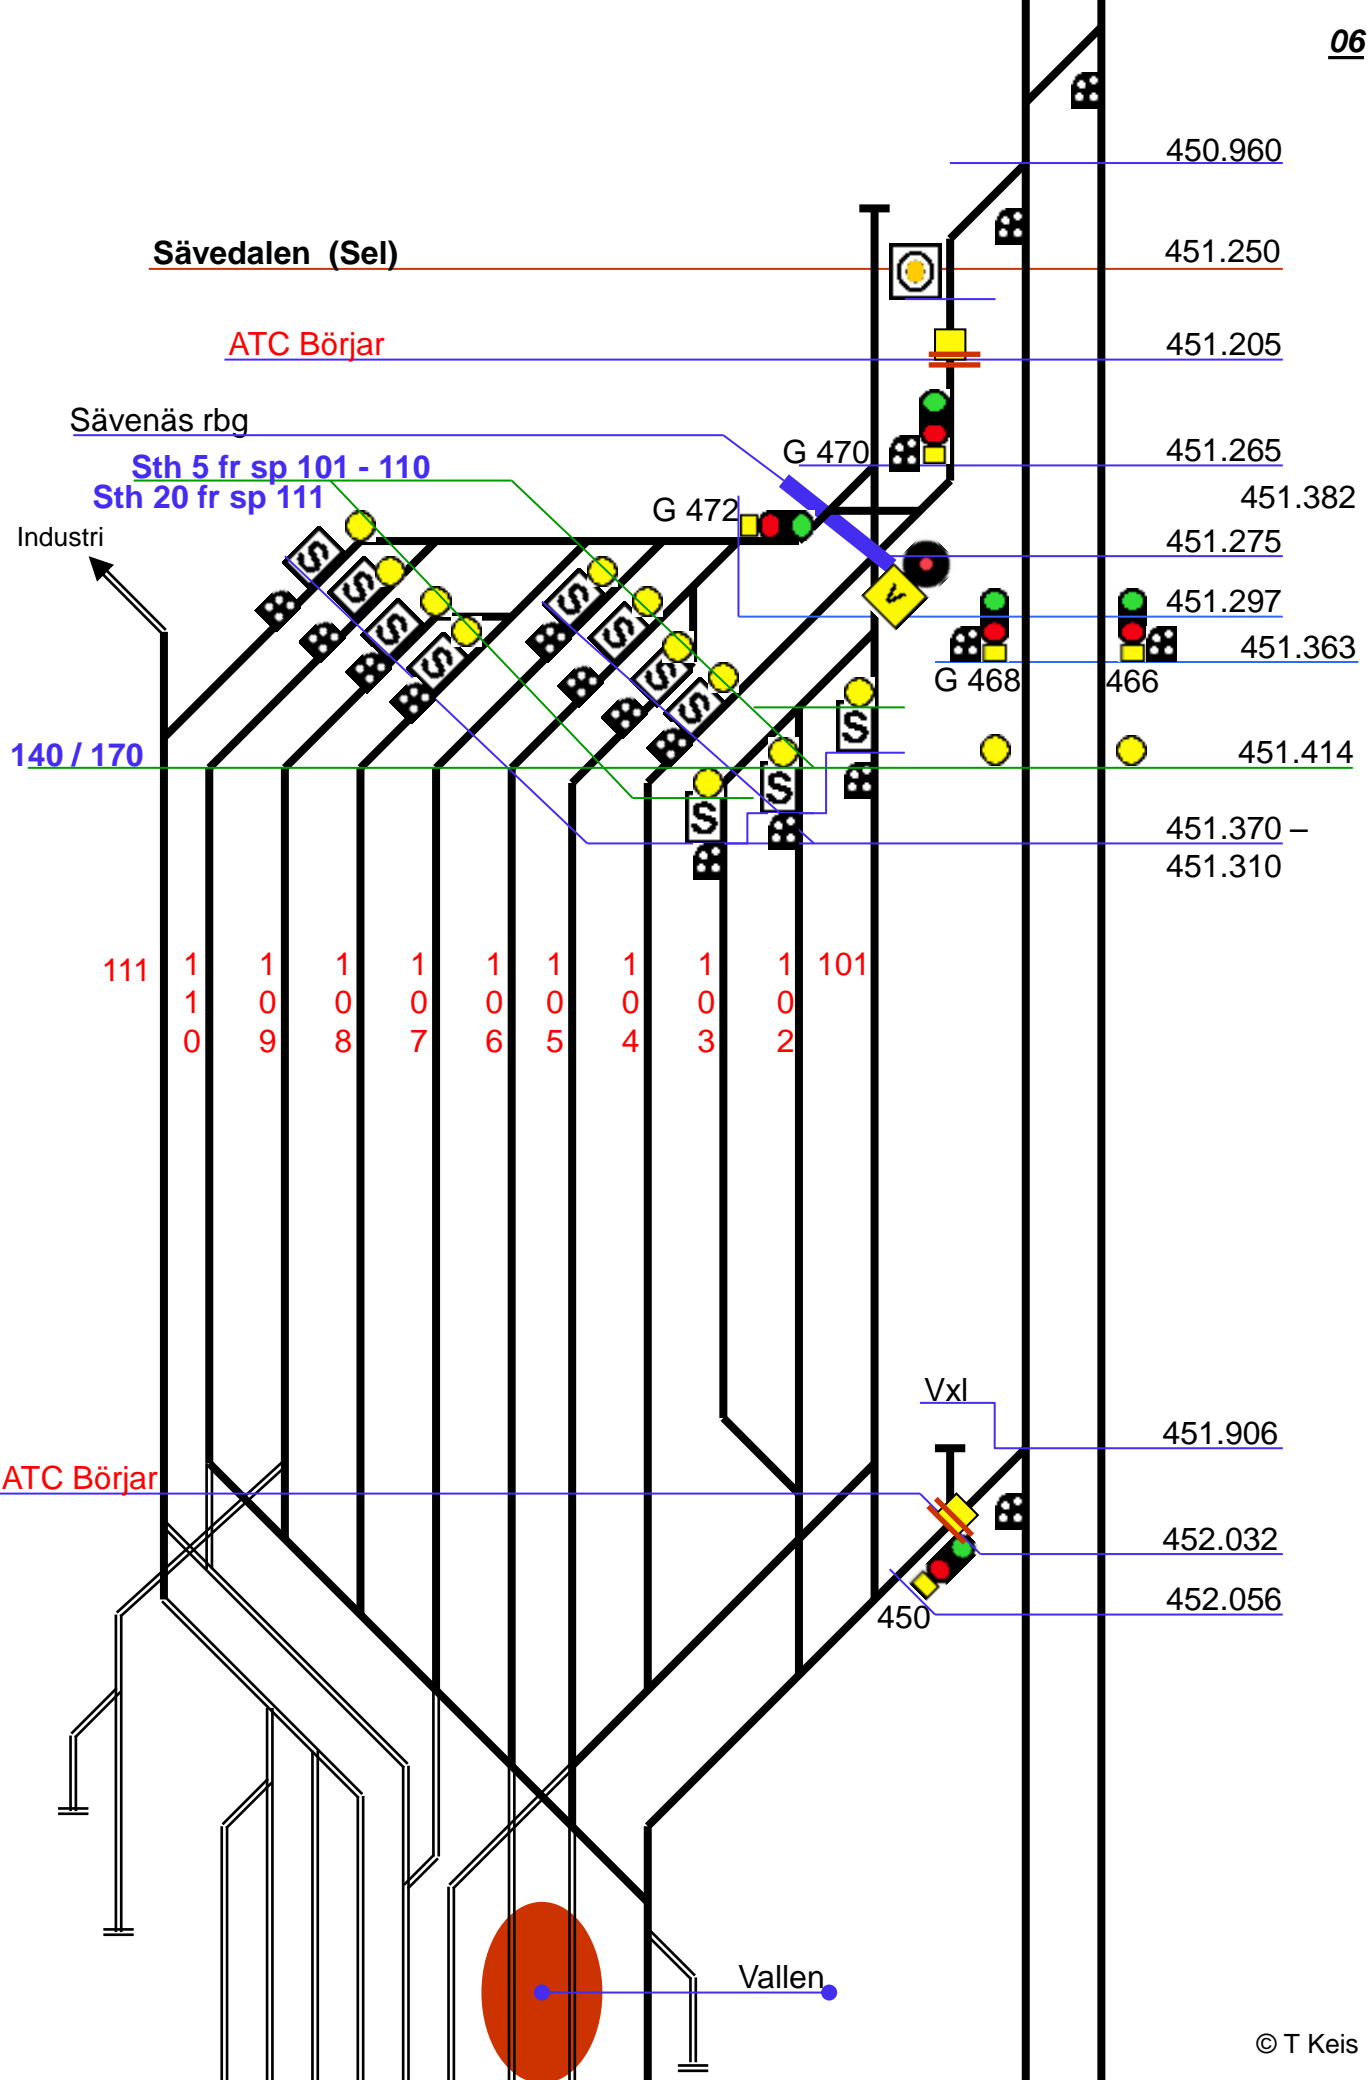 06
450.960
Sävedalen (Sel)
451.250
ATC Börjar
451.205
Sävenäs rbg
G 470
451.265
Sth 5 fr sp 101 - 110
Sth 20 fr sp 111
G 472
451.382
Industri
S
S
S
S
S
S
S
S
V
451.275
451.297
451.363
G 468
466
S
S
S
140 / 170
451.414
451.370 –
451.310
111
110
109
108
107
106
105
104
103
102
101
Vxl
451.906
ATC Börjar
452.032
450
452.056
Vallen
© T Keis